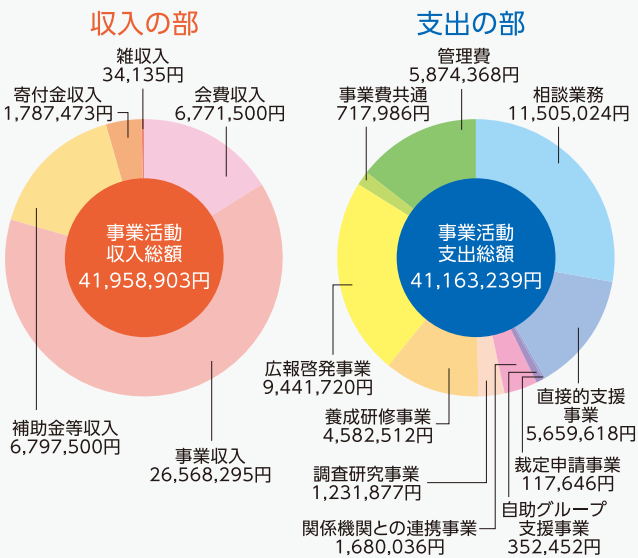 収入の部
雑収入
34,135円
寄付金収入
1,787,473円
会費収入
6,771,500円
事業活動
収入総額
41,958,903円
補助金等収入
6,797,500円
事業収入
26,568,295円
支出の部
管理費
5,874,368円
事業費共通
717,986円
相談業務
11,505,024円
事業活動
支出総額
41,163,239円
広報啓発事業
9,441,720円
養成研修事業
4,582,512円
直接的支援
事業
5,659,618円
裁定申請事業
117,646円
調査研究事業
1,231,877円
自助グループ
支援事業
352,452円
関係機関との連携事業
1,680,036円